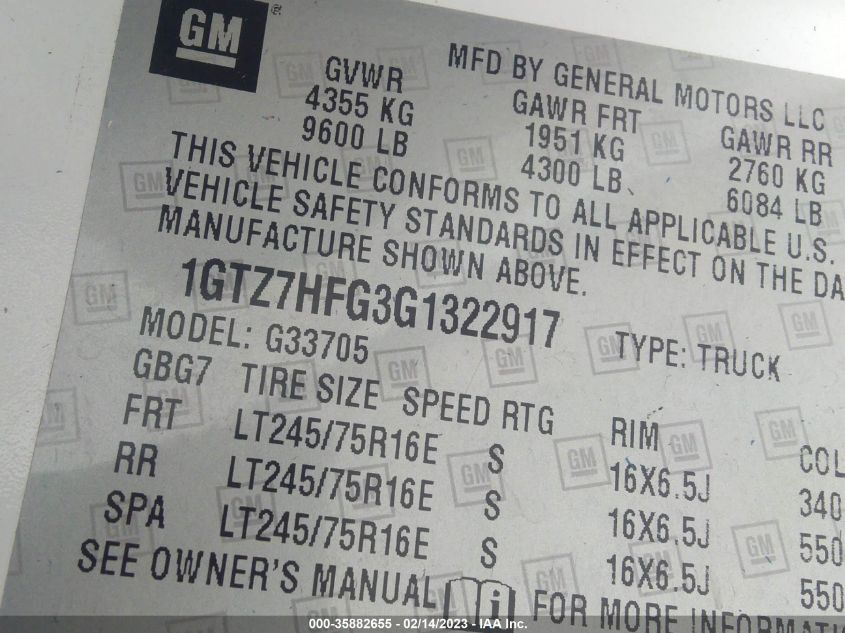 GM
MFD BY GENERAL MOTORS LLC
GVWR GAWR FRT GAWR RR
4355 KG 1951 KG 2760 KG
9600 LB 4300 LB 6084 LB
THIS VEHICLE CONFORMS TO ALL APPLICABLE U.S.
VEHICLE SAFETY STANDARDS IN EFFECT ON THE DA
MANUFACTURE SHOWN ABOVE.
1GTZ7HFG3G1322917
MODEL: G33705 TYPE: TRUCK
GBG7 TIRE SIZE SPEED RTG RIM COL
FRT LT245/75R16E S 16X6.5J 340
RR LT245/75R16E S 16X6.5J 550
SPA LT245/75R16E S 16X6.5J 550
SEE OWNER'S MANUAL FOR MORE INFORMATI
000-35882655 - 02/14/2023 - IAA Inc.